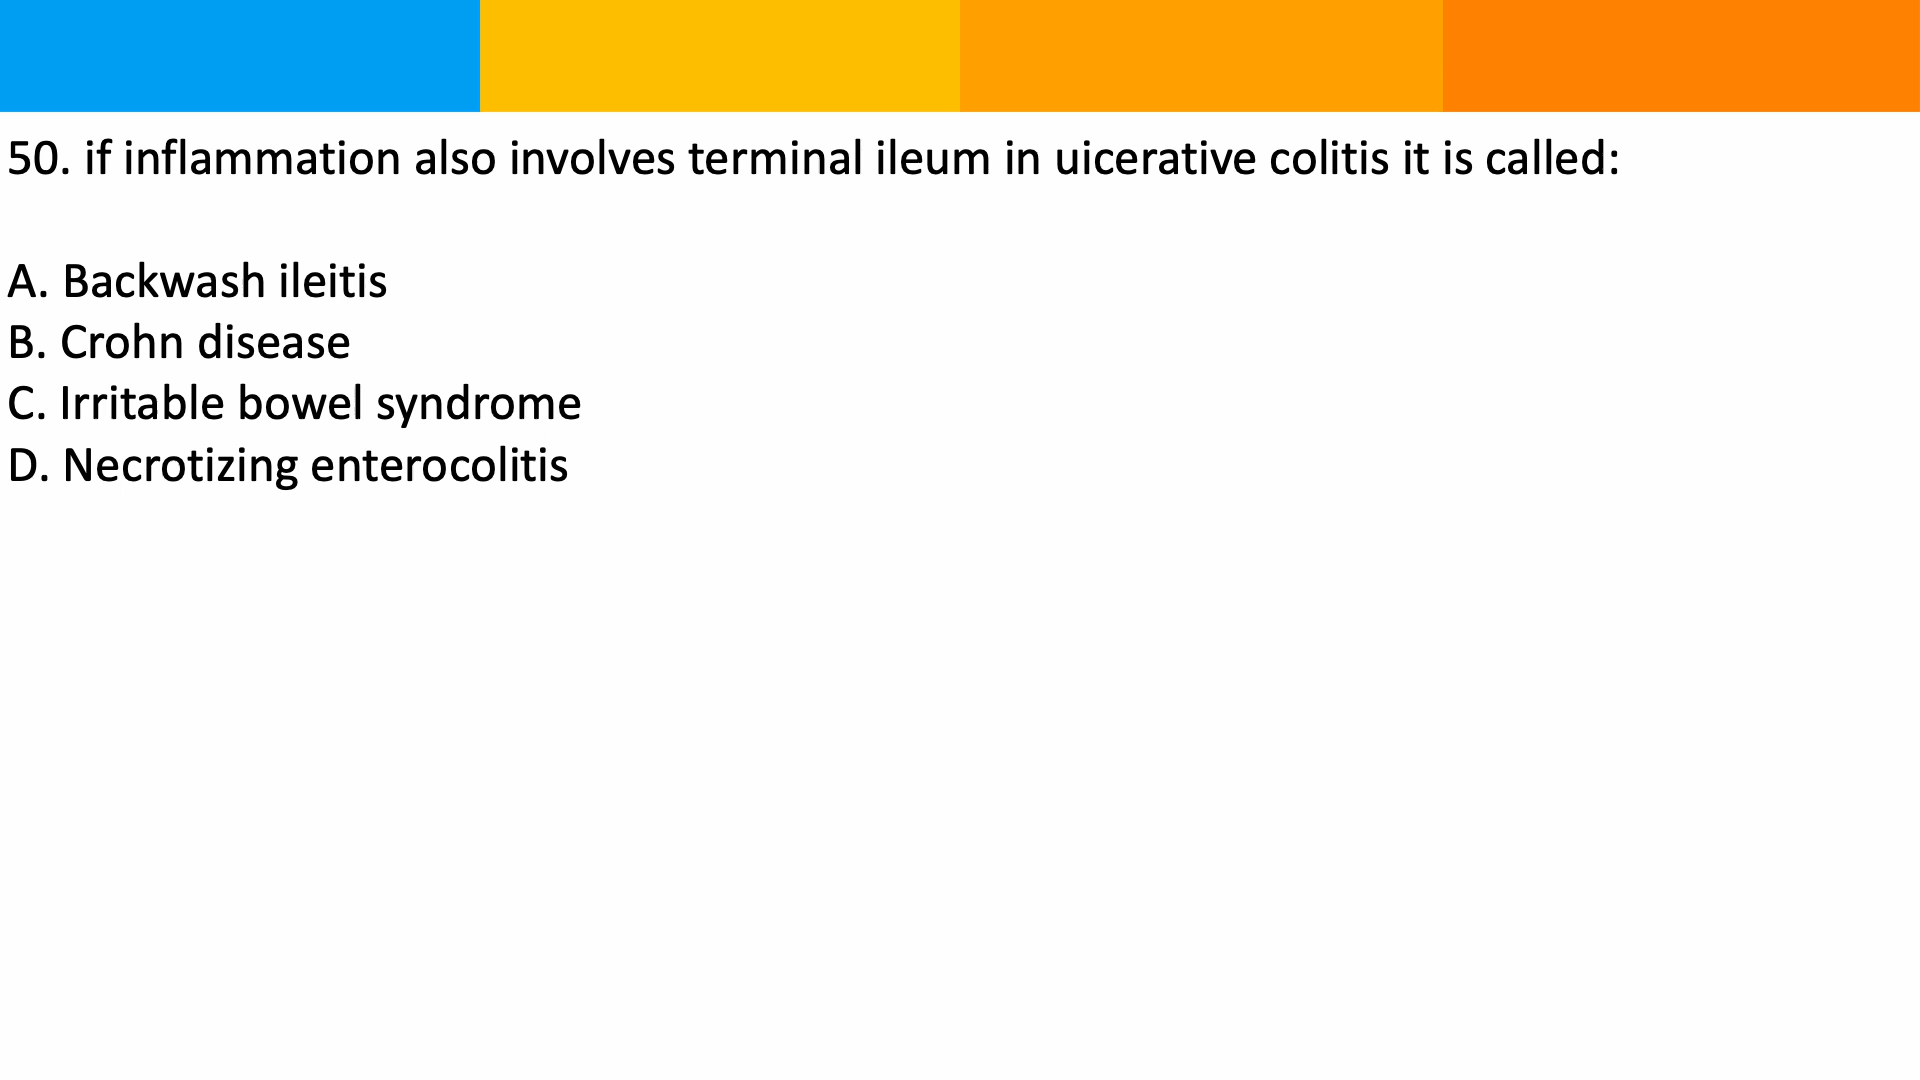 50. if inflammation also involves terminal ileum in uicerative colitis it is called:
A. Backwash ileitis
B. Crohn disease
C. Irritable bowel syndrome
D. Necrotizing enterocolitis